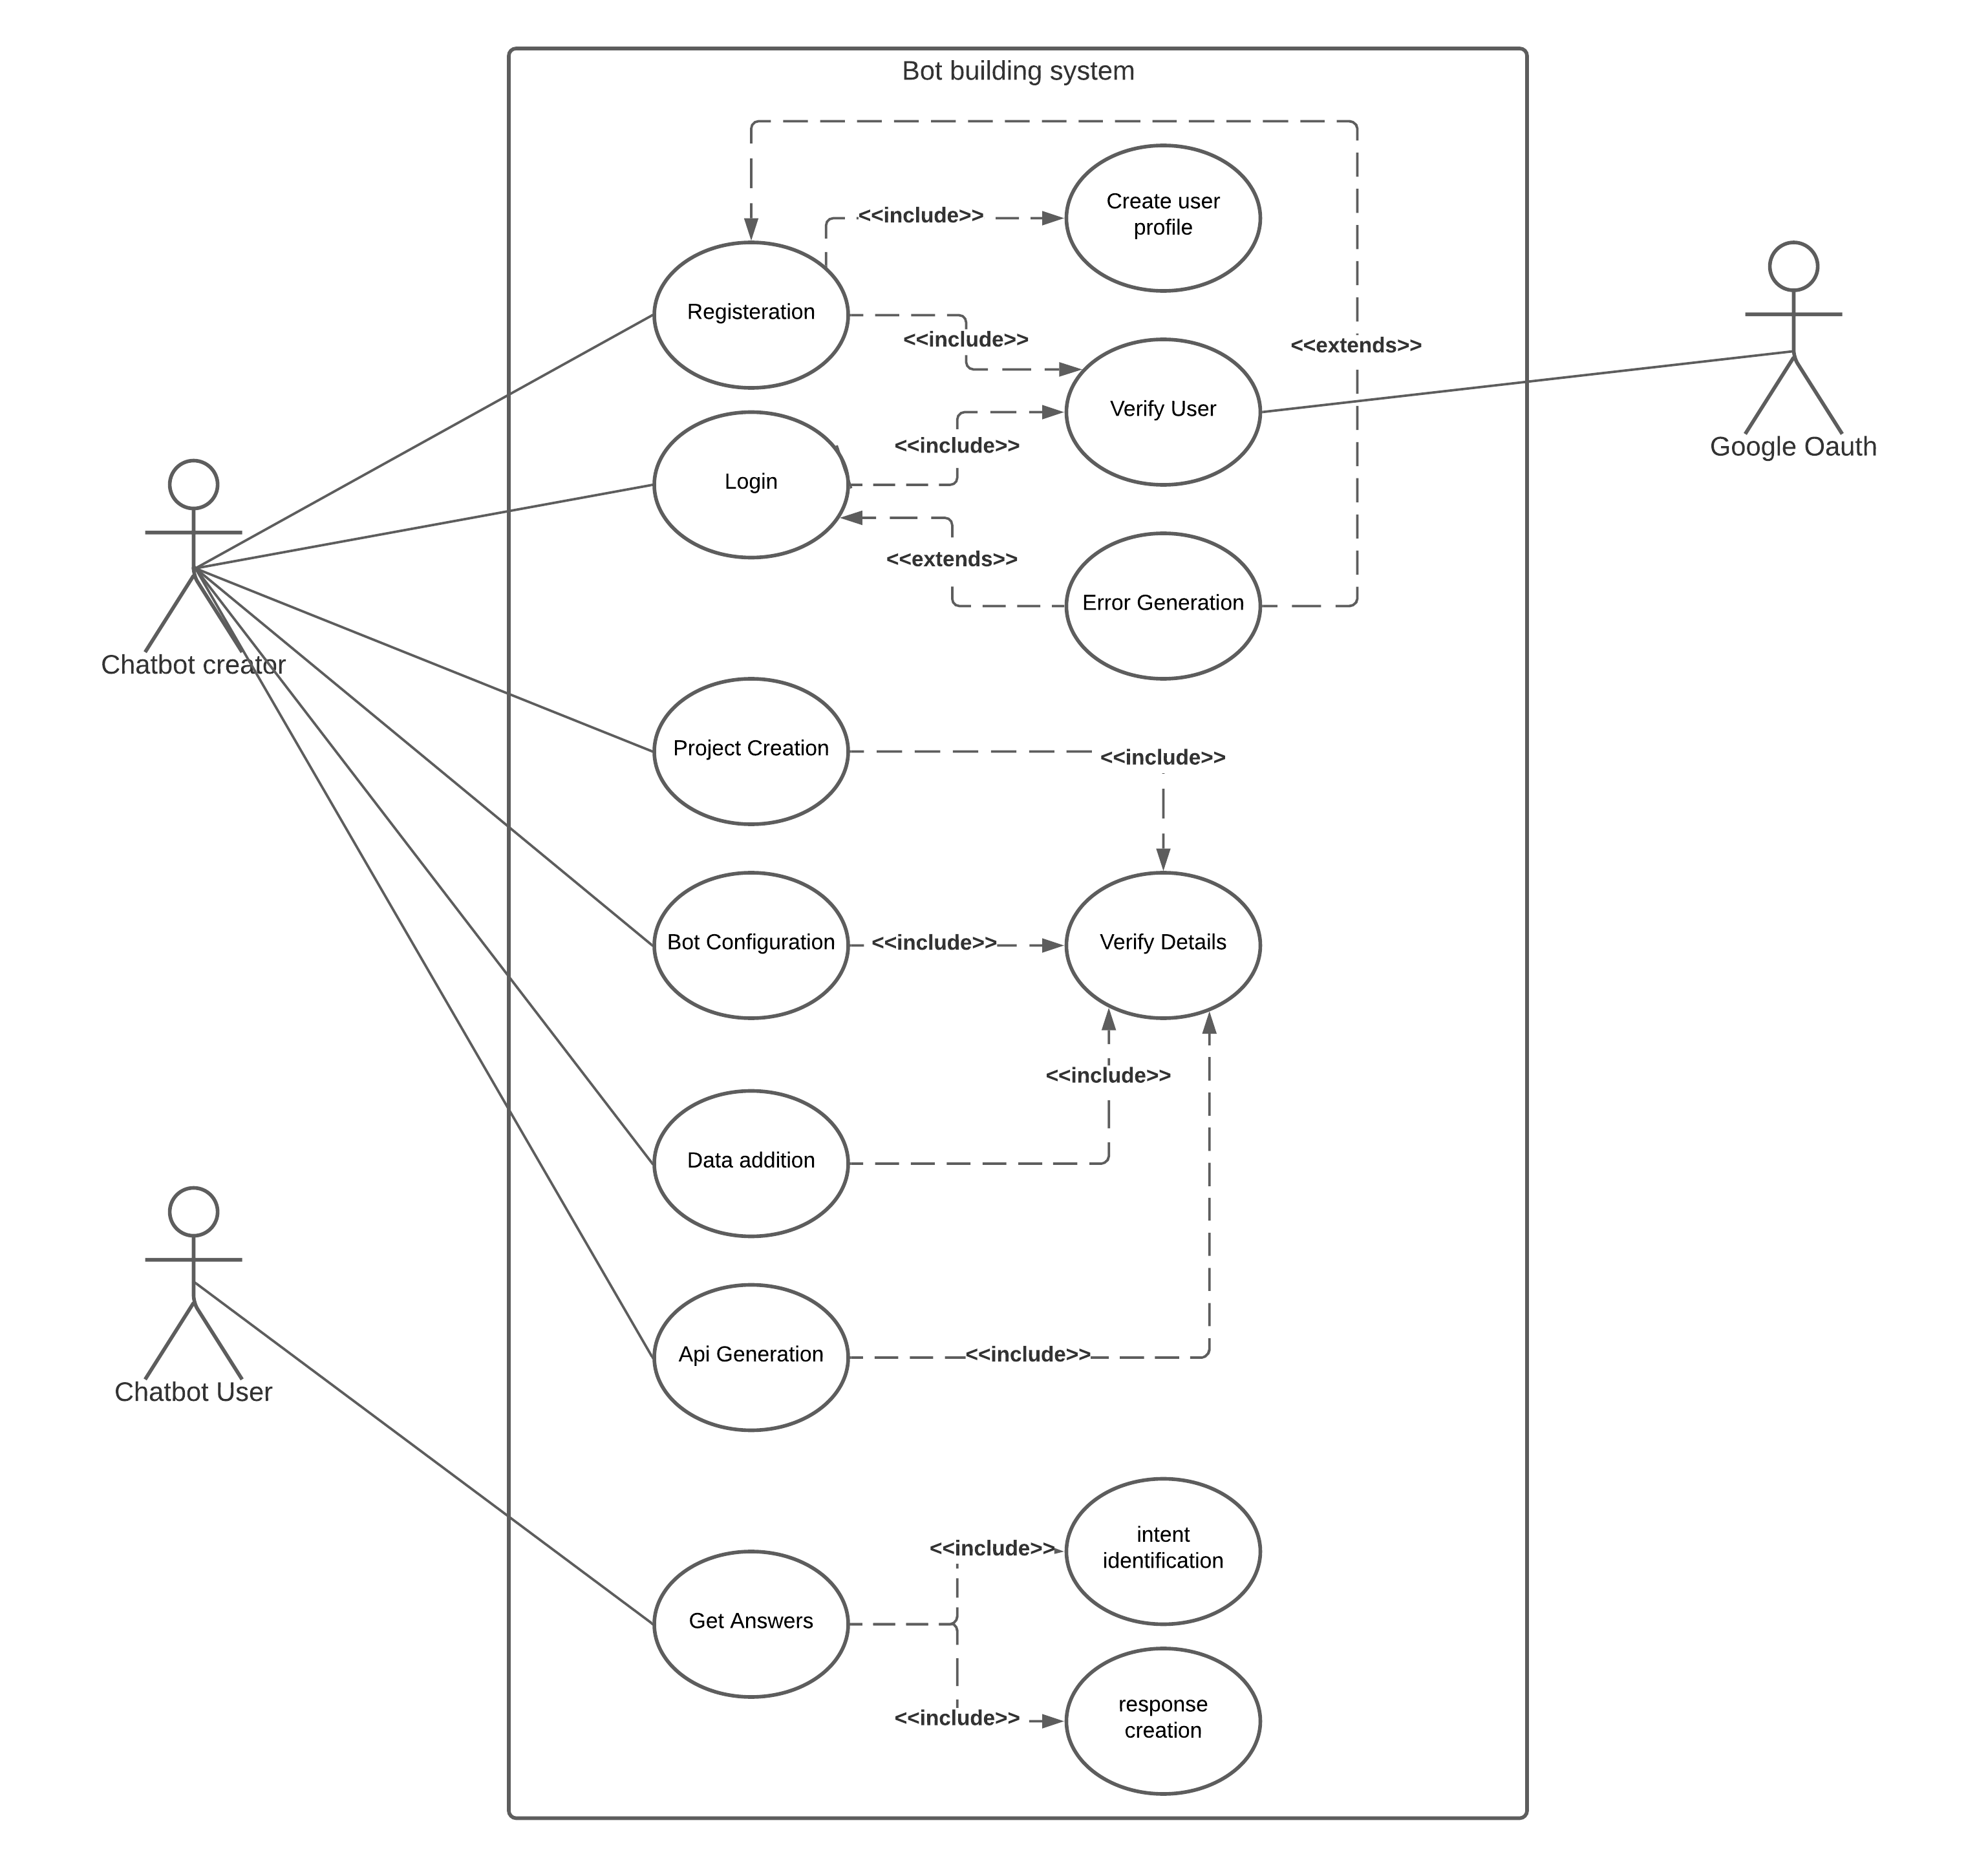 Bot building system
Create user
profile
<<include>>
Registeration
<<include>>
<<extends>>
Verify User
Google Oauth
<<include>>
Login
<<extends>>
Error Generation
Chatbot creator
Project Creation
<<include>>
Bot Configuration
<<include>>
Verify Details
<<include>>
Data addition
Api Generation
<<include>>
Chatbot User
intent
identification
<<include>>
Get Answers
response
creation
<<include>>